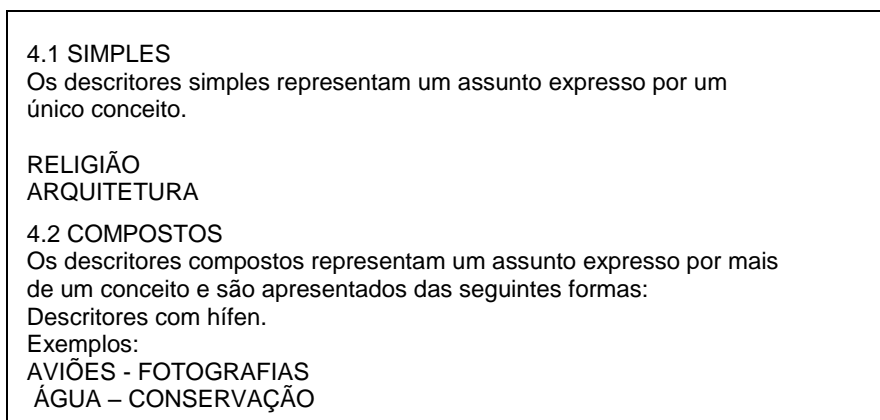 4.1 SIMPLES
Os descritores simples representam um assunto expresso por um
único conceito.
RELIGIÃO
ARQUITETURA
4.2 COMPOSTOS
Os descritores compostos representam um assunto expresso por mais
de um conceito e são apresentados das seguintes formas:
Descritores com hífen.
Exemplos:
AVIÕES - FOTOGRAFIAS
ÁGUA – CONSERVAÇÃO